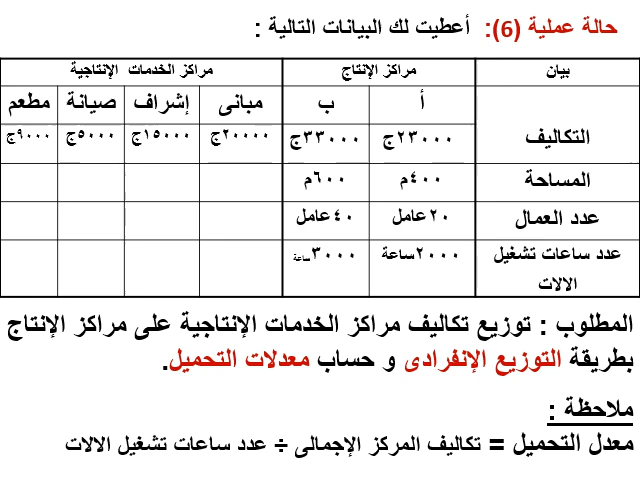 حالة عملية (6): أعطيت لك البيانات التالية :
بيان مراكز الإنتاج مراكز الخدمات الإنتاجية
أ ب مبانى إشراف صيانة مطعم
التكاليف ٢٣٠٠٠ج ٣٣٠٠٠ج ٢٠٠٠٠ج ١٥٠٠٠ج ٥٠٠٠ج ٩٠٠٠ج
المساحة ٤٠٠م ٦٠٠م
عدد العمال ٢٠عامل ٤٠عامل
عدد ساعات تشغيل ٢٠٠٠ساعة ٣٠٠٠ساعة
الالات
المطلوب : توزيع تكاليف مراكز الخدمات الإنتاجية على مراكز الإنتاج
بطريقة التوزيع الإنفرادى و حساب معدلات التحميل.
ملاحظة :
معدل التحميل = تكاليف المركز الإجمالى ÷ عدد ساعات تشغيل الالات